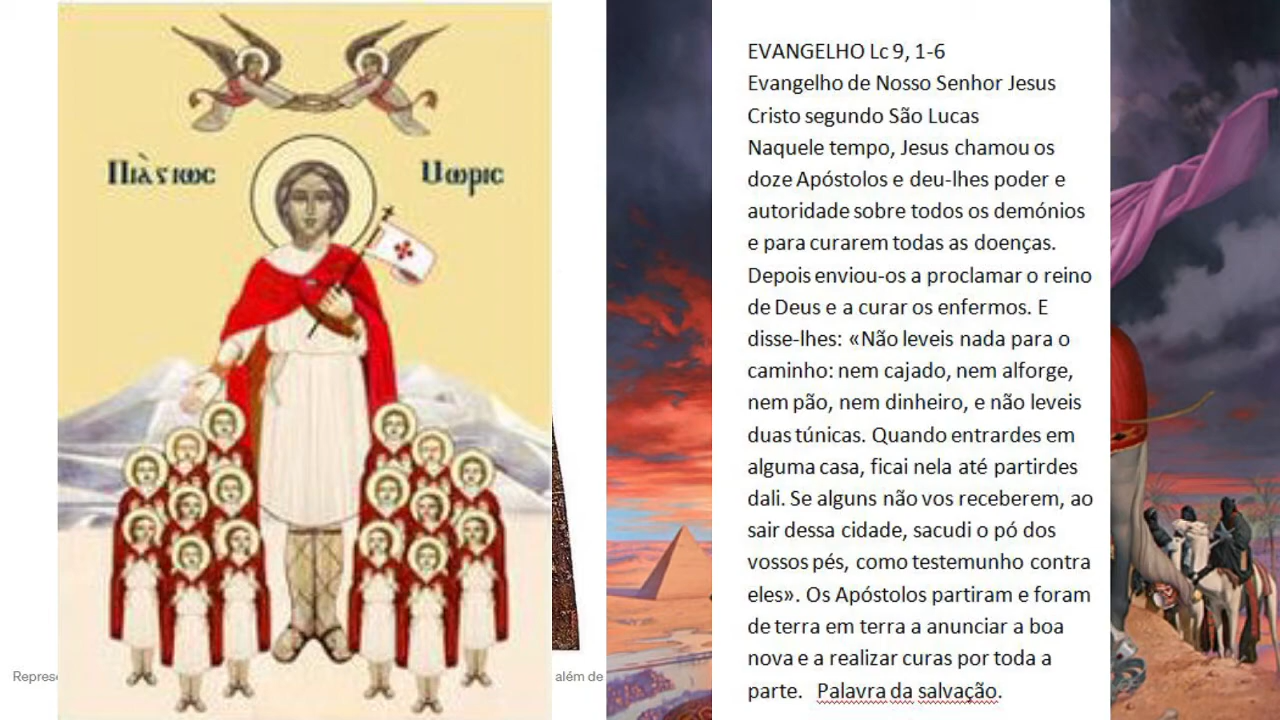 Ⲡⲓⲁ̀ⲅⲓⲟⲥ Ⲙⲱⲣⲓⲥ
EVANGELHO Lc 9, 1-6
Evangelho de Nosso Senhor Jesus
Cristo segundo São Lucas
Naquele tempo, Jesus chamou os
doze Apóstolos e deu-lhes poder e
autoridade sobre todos os demónios
e para curarem todas as doenças.
Depois enviou-os a proclamar o reino
de Deus e a curar os enfermos. E
disse-lhes: «Não leveis nada para o
caminho: nem cajado, nem alforge,
nem pão, nem dinheiro, e não leveis
duas túnicas. Quando entrardes em
alguma casa, ficai nela até partirdes
dali. Se alguns não vos receberem, ao
sair dessa cidade, sacudi o pó dos
vossos pés, como testemunho contra
eles». Os Apóstolos partiram e foram
de terra em terra a anunciar a boa
nova e a realizar curas por toda a
parte. Palavra da salvação.
além de